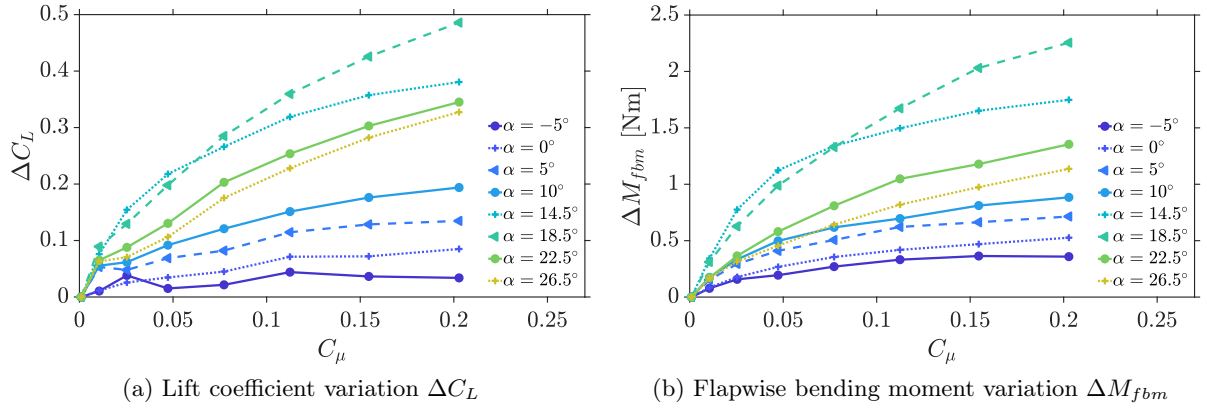 0.5
0.4
0.3
0.2
0.1
0
ΔC_L
0 0.05 0.1 0.15 0.2 0.25
C_μ
α = −5°
α = 0°
α = 5°
α = 10°
α = 14.5°
α = 18.5°
α = 22.5°
α = 26.5°
(a) Lift coefficient variation ΔC_L
2.5
2
1.5
1
0.5
0
ΔM_{fbm} [Nm]
0 0.05 0.1 0.15 0.2 0.25
C_μ
α = −5°
α = 0°
α = 5°
α = 10°
α = 14.5°
α = 18.5°
α = 22.5°
α = 26.5°
(b) Flapwise bending moment variation ΔM_{fbm}